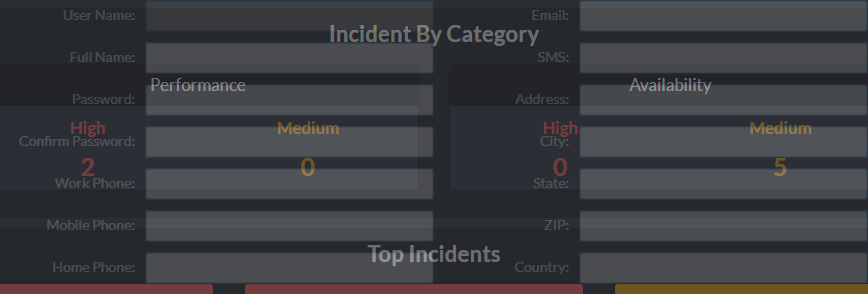 User Name: Email:
Incident By Category
Full Name: SMS:
Performance Availability
Password: Address:
High Medium High Medium
Confirm Password: City:
2 0 0 5
Work Phone: State:
Mobile Phone: ZIP:
Top Incidents
Home Phone: Country: